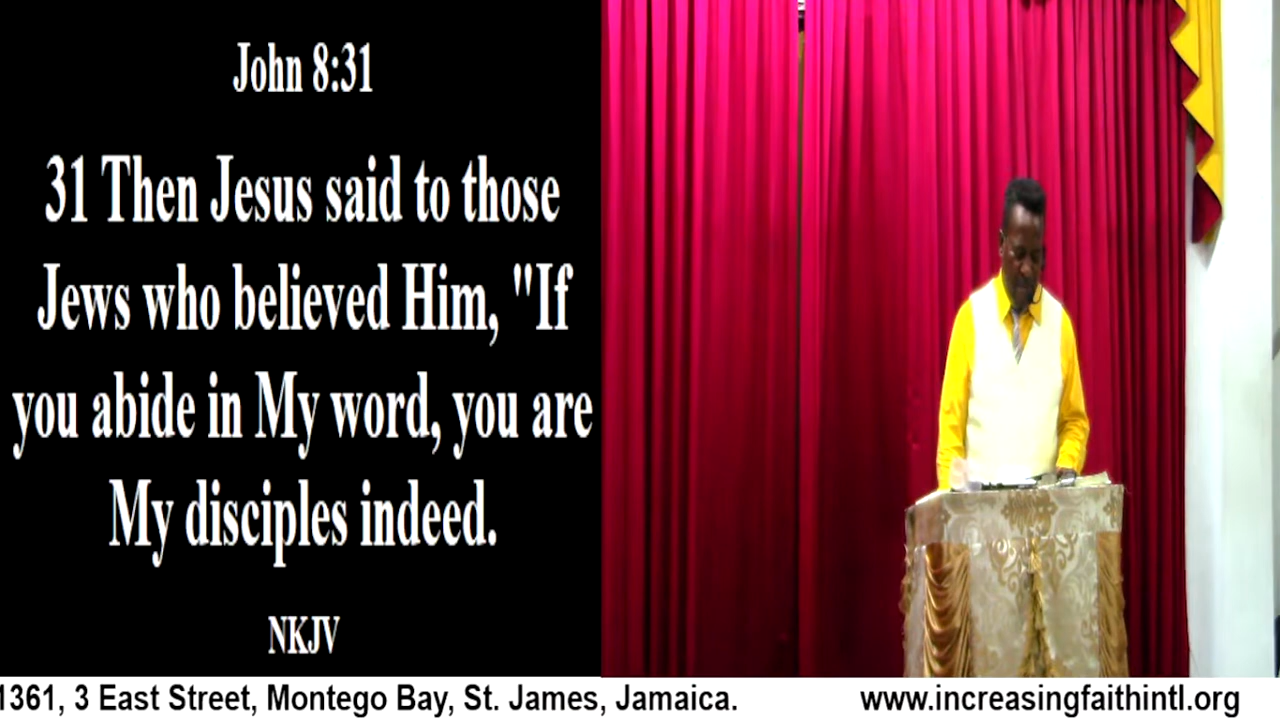 John 8:31
31 Then Jesus said to those
Jews who believed Him, "If
you abide in My word, you are
My disciples indeed.
NKJV
1361, 3 East Street, Montego Bay, St. James, Jamaica. www.increasingfaithintl.org